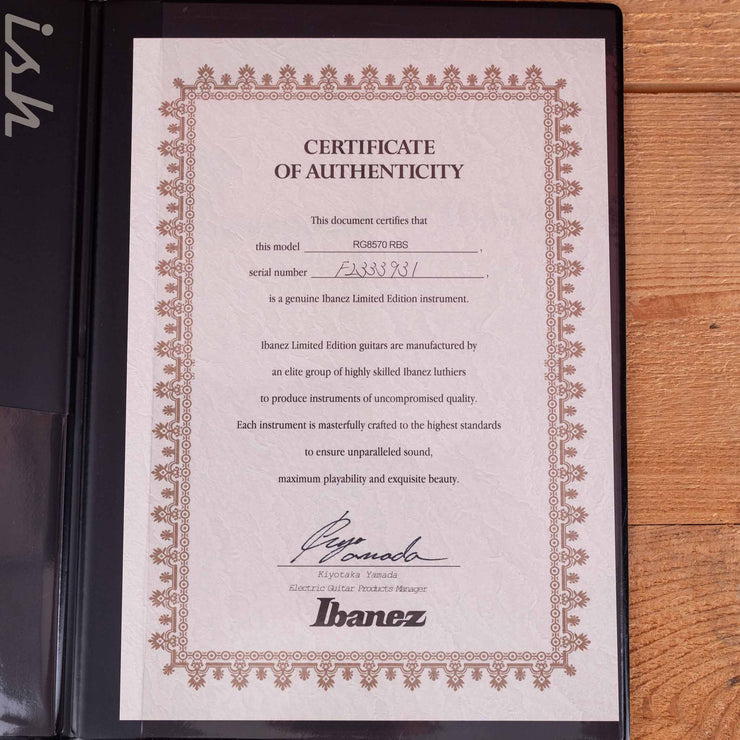 ish
CERTIFICATE
OF AUTHENTICITY
This document certifies that
this model RG8570 RBS ,
serial number F2333931 ,
is a genuine Ibanez Limited Edition instrument.
Ibanez Limited Edition guitars are manufactured by
an elite group of highly skilled Ibanez luthiers
to produce instruments of uncompromised quality.
Each instrument is masterfully crafted to the highest standards
to ensure unparalleled sound,
maximum playability and exquisite beauty.
Kiyo Yamada
Kiyotaka Yamada
Electric Guitar Products Manager
Ibanez